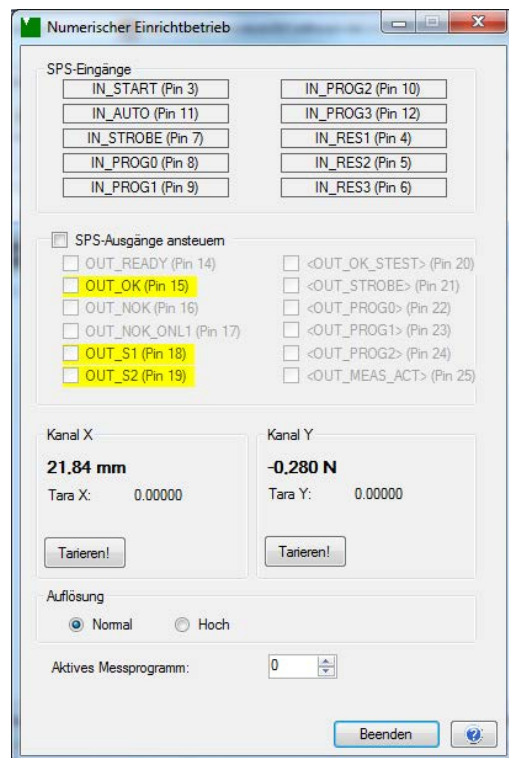 Numerischer Einrichtbetrieb
SPS-Eingänge
IN_START (Pin 3)
IN_PROG2 (Pin 10)
IN_AUTO (Pin 11)
IN_PROG3 (Pin 12)
IN_STROBE (Pin 7)
IN_RES1 (Pin 4)
IN_PROG0 (Pin 8)
IN_RES2 (Pin 5)
IN_PROG1 (Pin 9)
IN_RES3 (Pin 6)
SPS-Ausgänge ansteuern
OUT_READY (Pin 14)
<OUT_OK_STEST> (Pin 20)
OUT_OK (Pin 15)
<OUT_STROBE> (Pin 21)
OUT_NOK (Pin 16)
<OUT_PROG0> (Pin 22)
OUT_NOK_ONL1 (Pin 17)
<OUT_PROG1> (Pin 23)
OUT_S1 (Pin 18)
<OUT_PROG2> (Pin 24)
OUT_S2 (Pin 19)
<OUT_MEAS_ACT> (Pin 25)
Kanal X
Kanal Y
21,84 mm
-0,280 N
Tara X: 0.00000
Tara Y: 0.00000
Tarieren!
Tarieren!
Auflösung
Normal
Hoch
Aktives Messprogramm: 0
Beenden